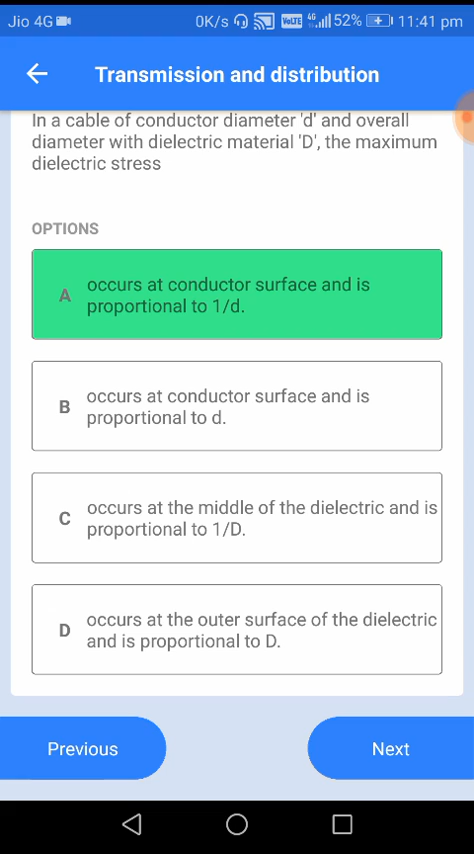 Jio 4G 0K/s VoLTE 4G 52% 11:41 pm
Transmission and distribution
In a cable of conductor diameter 'd' and overall
diameter with dielectric material 'D', the maximum
dielectric stress
OPTIONS
A occurs at conductor surface and is
proportional to 1/d.
B occurs at conductor surface and is
proportional to d.
C occurs at the middle of the dielectric and is
proportional to 1/D.
D occurs at the outer surface of the dielectric
and is proportional to D.
Previous Next